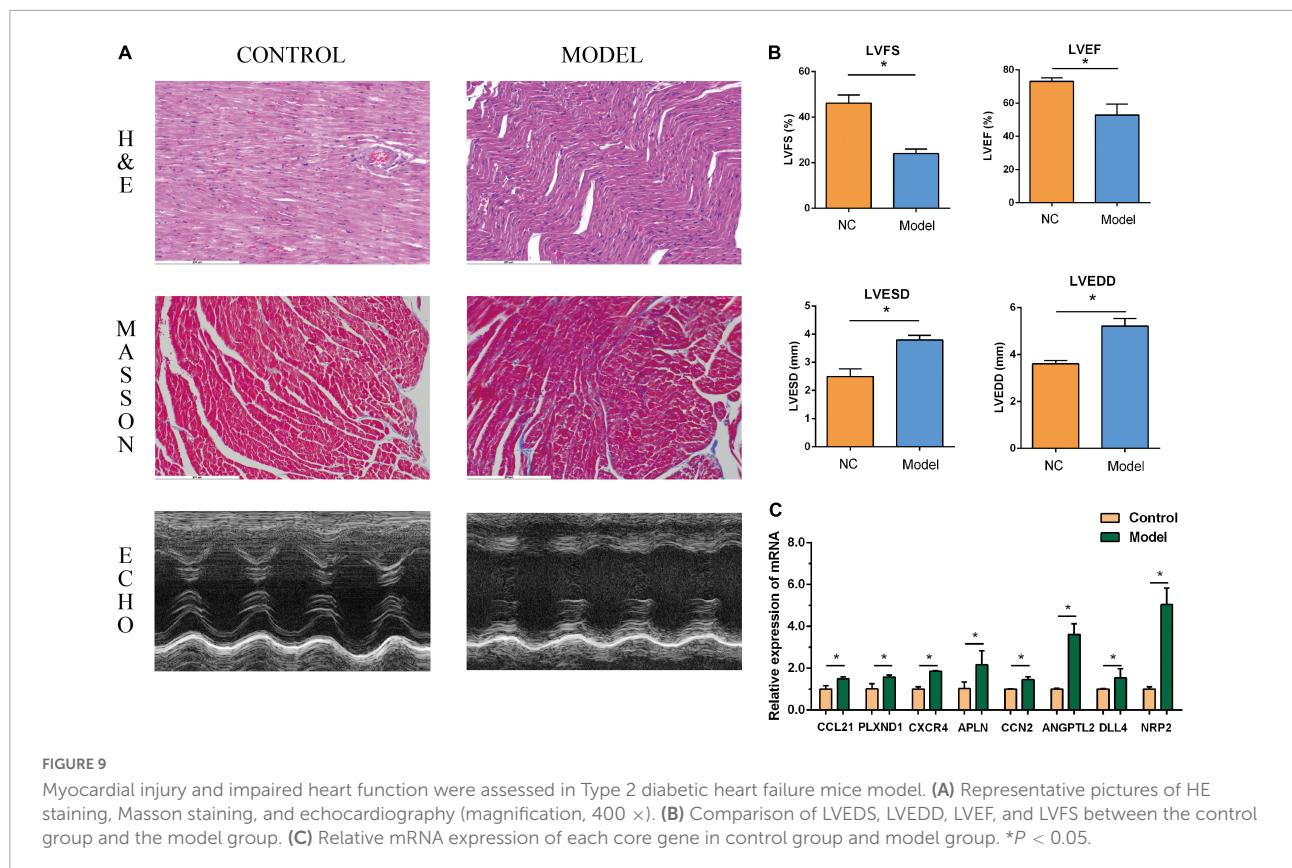 A
CONTROL
MODEL
H
&
E
M
A
S
S
O
N
E
C
H
O
B
LVFS
*
60
40
20
0
LVFS (%)
NC
Model
LVEF
*
80
60
40
20
0
LVEF (%)
NC
Model
LVESD
*
5
4
3
2
1
0
LVESD (mm)
NC
Model
LVEDD
*
6
4
2
0
LVEDD (mm)
NC
Model
C
Control
Model
Relative expression of mRNA
8.0
6.0
4.0
2.0
0.0
* * * * * * * *
CCL21 PLXND1 CXCR4 APLN CCN2 ANGPTL2 DLL4 NRP2
FIGURE 9
Myocardial injury and impaired heart function were assessed in Type 2 diabetic heart failure mice model. (A) Representative pictures of HE
staining, Masson staining, and echocardiography (magnification, 400 ×). (B) Comparison of LVEDS, LVEDD, LVEF, and LVFS between the control
group and the model group. (C) Relative mRNA expression of each core gene in control group and model group. *P < 0.05.